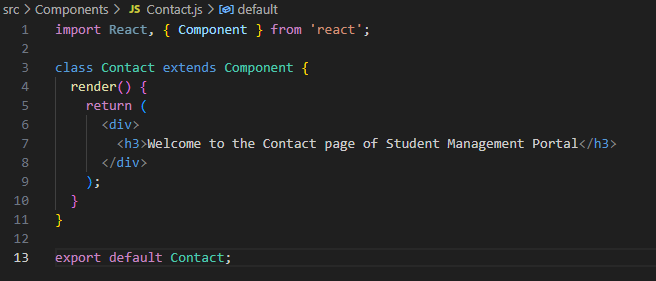 src > Components > JS Contact.js > default
1 import React, { Component } from 'react';
2
3 class Contact extends Component {
4   render() {
5     return (
6       <div>
7         <h3>Welcome to the Contact page of Student Management Portal</h3>
8       </div>
9     );
10   }
11 }
12
13 export default Contact;